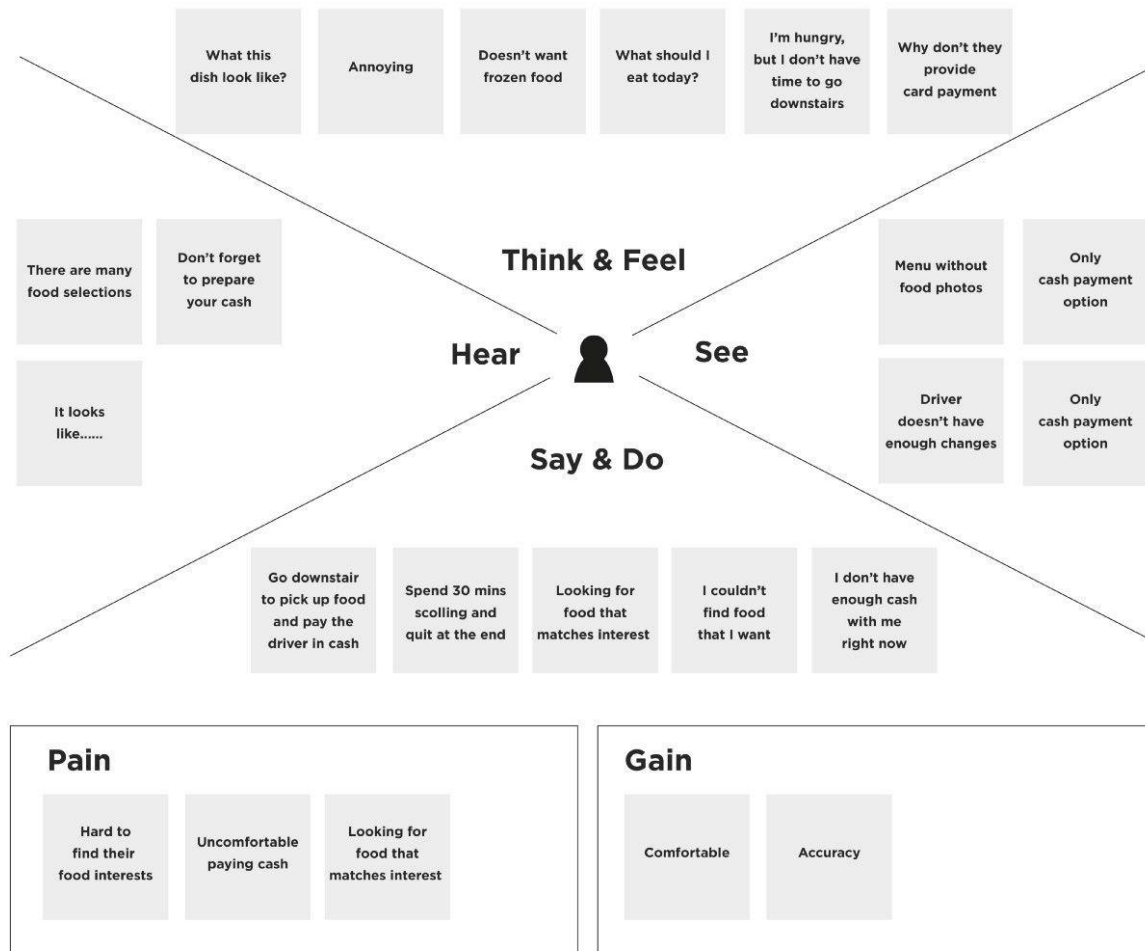 What this
dish look like?
Annoying
Doesn't want
frozen food
What should I
eat today?
I'm hungry,
but I don't have
time to go
downstairs
Why don't they
provide
card payment
Think & Feel
There are many
food selections
Don't forget
to prepare
your cash
It looks
like......
Hear
See
Menu without
food photos
Only
cash payment
option
Driver
doesn't have
enough changes
Only
cash payment
option
Say & Do
Go downstair
to pick up food
and pay the
driver in cash
Spend 30 mins
scolling and
quit at the end
Looking for
food that
matches interest
I couldn't
find food
that I want
I don't have
enough cash
with me
right now
Pain
Hard to
find their
food interests
Uncomfortable
paying cash
Looking for
food that
matches interest
Gain
Comfortable
Accuracy